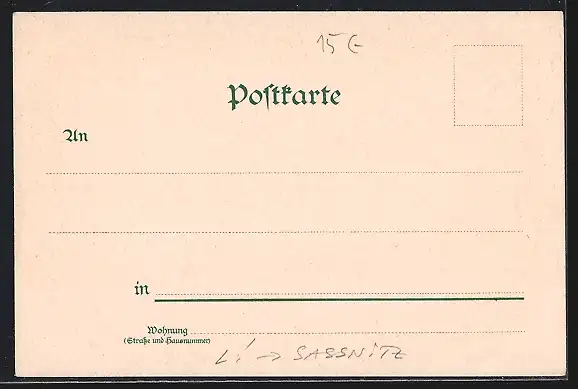 15 €
Postkarte
An
in
Wohnung
(Straße und Hausnummer)
L! → SASSNiTZ